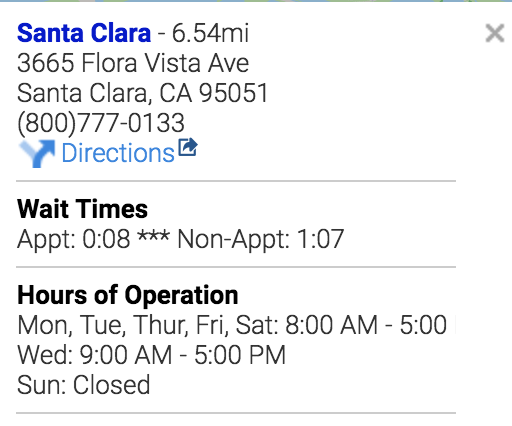 Santa Clara - 6.54mi
3665 Flora Vista Ave
Santa Clara, CA 95051
(800)777-0133
Directions
Wait Times
Appt: 0:08 *** Non-Appt: 1:07
Hours of Operation
Mon, Tue, Thur, Fri, Sat: 8:00 AM - 5:00
Wed: 9:00 AM - 5:00 PM
Sun: Closed